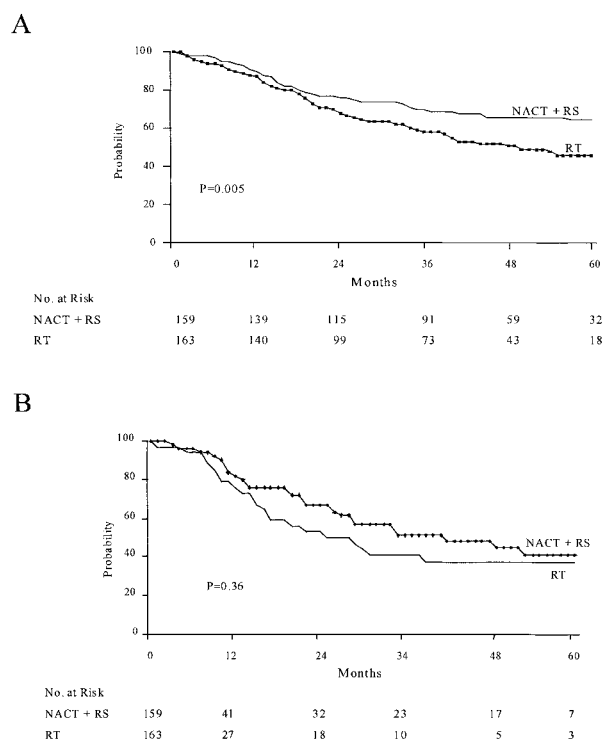 A
100
80
60
40
20
0
Probability
NACT + RS
RT
P=0.005
0 12 24 36 48 60
Months
No. at Risk
NACT + RS 159 139 115 91 59 32
RT 163 140 99 73 43 18
B
100
80
60
40
20
0
Probability
NACT + RS
RT
P=0.36
0 12 24 34 48 60
Months
No. at Risk
NACT + RS 159 41 32 23 17 7
RT 163 27 18 10 5 3